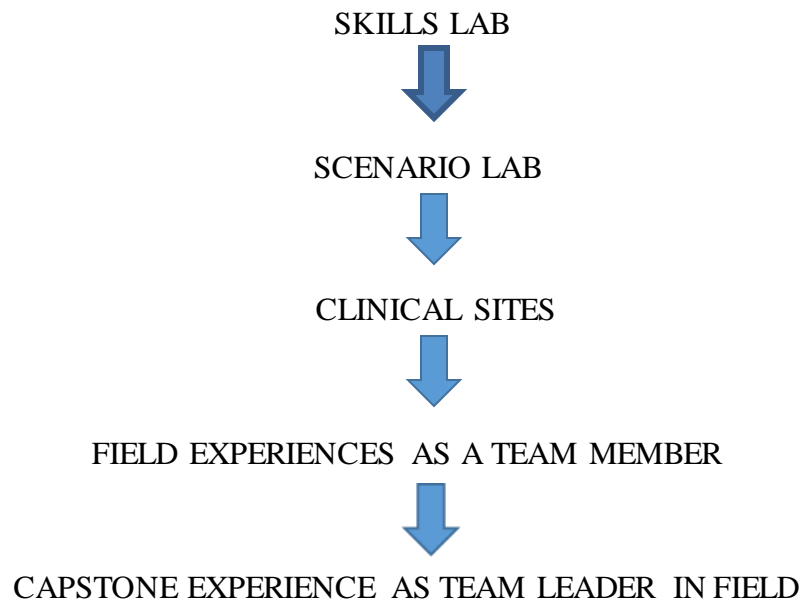 SKILLS LAB
SCENARIO LAB
CLINICAL SITES
FIELD EXPERIENCES AS A TEAM MEMBER
CAPSTONE EXPERIENCE AS TEAM LEADER IN FIELD